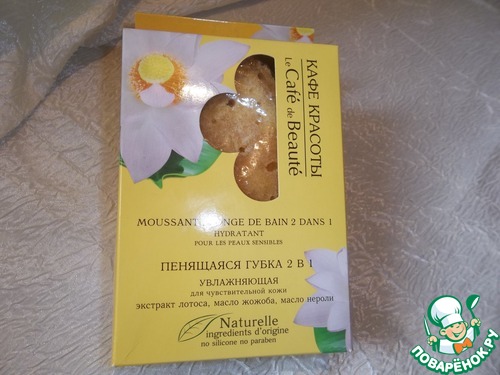 КАФЕ КРАСОТЫ
Le Café de Beauté
MOUSSANT ÉPONGE DE BAIN 2 DANS 1
HYDRATANT
POUR LES PEAUX SENSIBLES
ПЕНЯЩАЯСЯ ГУБКА 2 В 1
УВЛАЖНЯЮЩАЯ
для чувствительной кожи
экстракт лотоса, масло жожоба, масло нероли
Naturelle
ingredients d'origine
no silicone no paraben
ПОВАРЁНОК.РУ